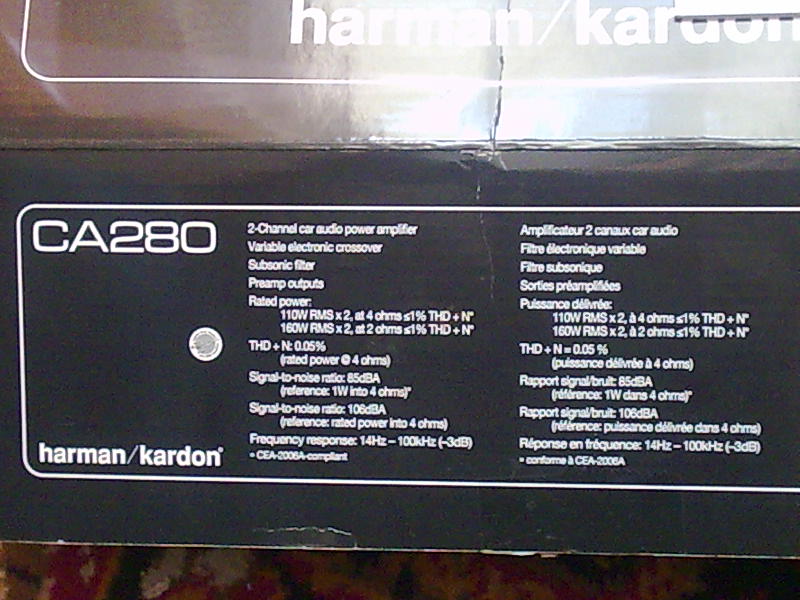 harman/kardon
CA280
2-Channel car audio power amplifier
Variable electronic crossover
Subsonic filter
Preamp outputs
Rated power:
110W RMS x 2, at 4 ohms ≤1% THD + N*
160W RMS x 2, at 2 ohms ≤1% THD + N*
THD + N: 0.05%
(rated power @ 4 ohms)
Signal-to-noise ratio: 85dBA
(reference: 1W into 4 ohms)*
Signal-to-noise ratio: 106dBA
(reference: rated power into 4 ohms)
Frequency response: 14Hz – 100kHz (–3dB)
* CEA-2006A-compliant
Amplificateur 2 canaux car audio
Filtre électronique variable
Filtre subsonique
Sorties préamplifiées
Puissance délivrée:
110W RMS x 2, à 4 ohms ≤1% THD + N*
160W RMS x 2, à 2 ohms ≤1% THD + N*
THD + N = 0.05 %
(puissance délivrée à 4 ohms)
Rapport signal/bruit: 85dBA
(référence: 1W dans 4 ohms)*
Rapport signal/bruit: 106dBA
(référence: puissance délivrée dans 4 ohms)
Réponse en fréquence: 14Hz – 100kHz (–3dB)
* conforme à CEA-2006A
harman/kardon®